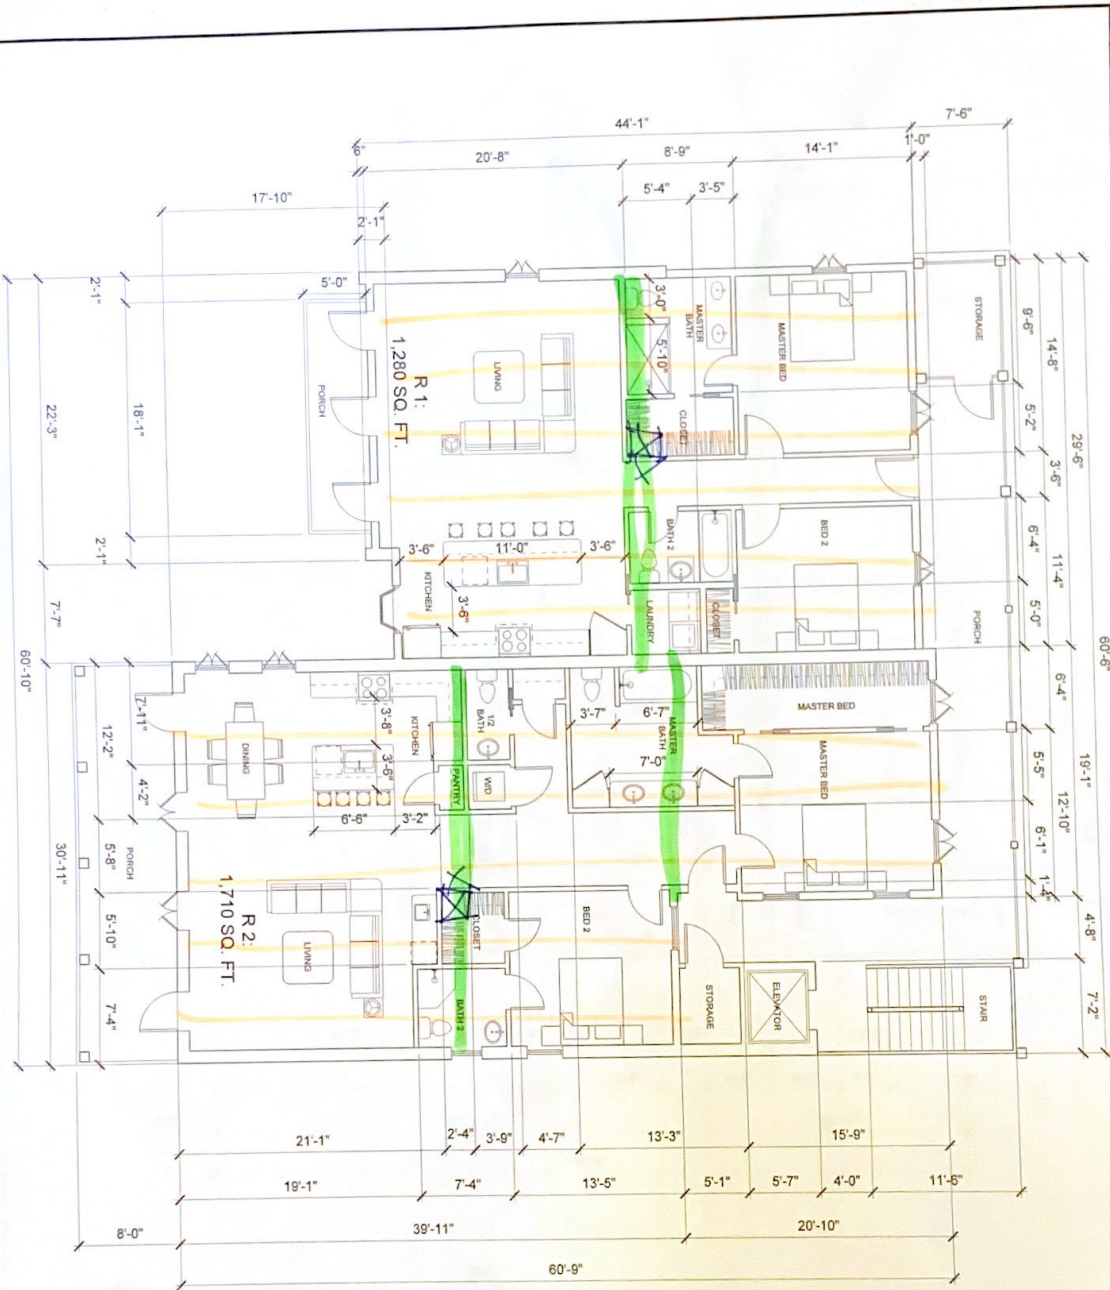 44'-1"
7'-6"
6"
20'-8"
8'-9"
14'-1"
1'-0"
5'-4"
3'-5"
17'-10"
2'-1"
5'-0"
2'-1"
18'-1"
22'-3"
2'-1"
7'-7"
60'-10"
PORCH
R 1:
1,280 SQ. FT.
LIVING
3'-0"
5'-10"
MASTER
BATH
CLOSET
MASTER BED
STORAGE
9'-6"
14'-8"
5'-2"
29'-6"
3'-6"
6'-4"
11'-4"
5'-0"
60'-6"
BATH 2
BED 2
PORCH
3'-6"
11'-0"
3'-6"
KITCHEN
3'-6"
LAUNDRY
CLOSET
7'-11"
12'-2"
4'-2"
5'-8"
30'-11"
5'-10"
7'-4"
PORCH
DINING
KITCHEN
3'-8"
3'-6"
6'-6"
3'-2"
1/2
BATH
PANTRY
W/D
3'-7"
6'-7"
MASTER
BATH
7'-0"
MASTER BED
MASTER BED
6'-4"
19'-1"
5'-5"
12'-10"
6'-1"
1'-4"
4'-8"
7'-2"
R 2:
1,710 SQ. FT.
LIVING
CLOSET
BATH 2
BED 2
STORAGE
ELEVATOR
STAIR
21'-1"
2'-4"
3'-9"
4'-7"
13'-3"
15'-9"
19'-1"
7'-4"
13'-5"
5'-1"
5'-7"
4'-0"
11'-6"
8'-0"
39'-11"
20'-10"
60'-9"